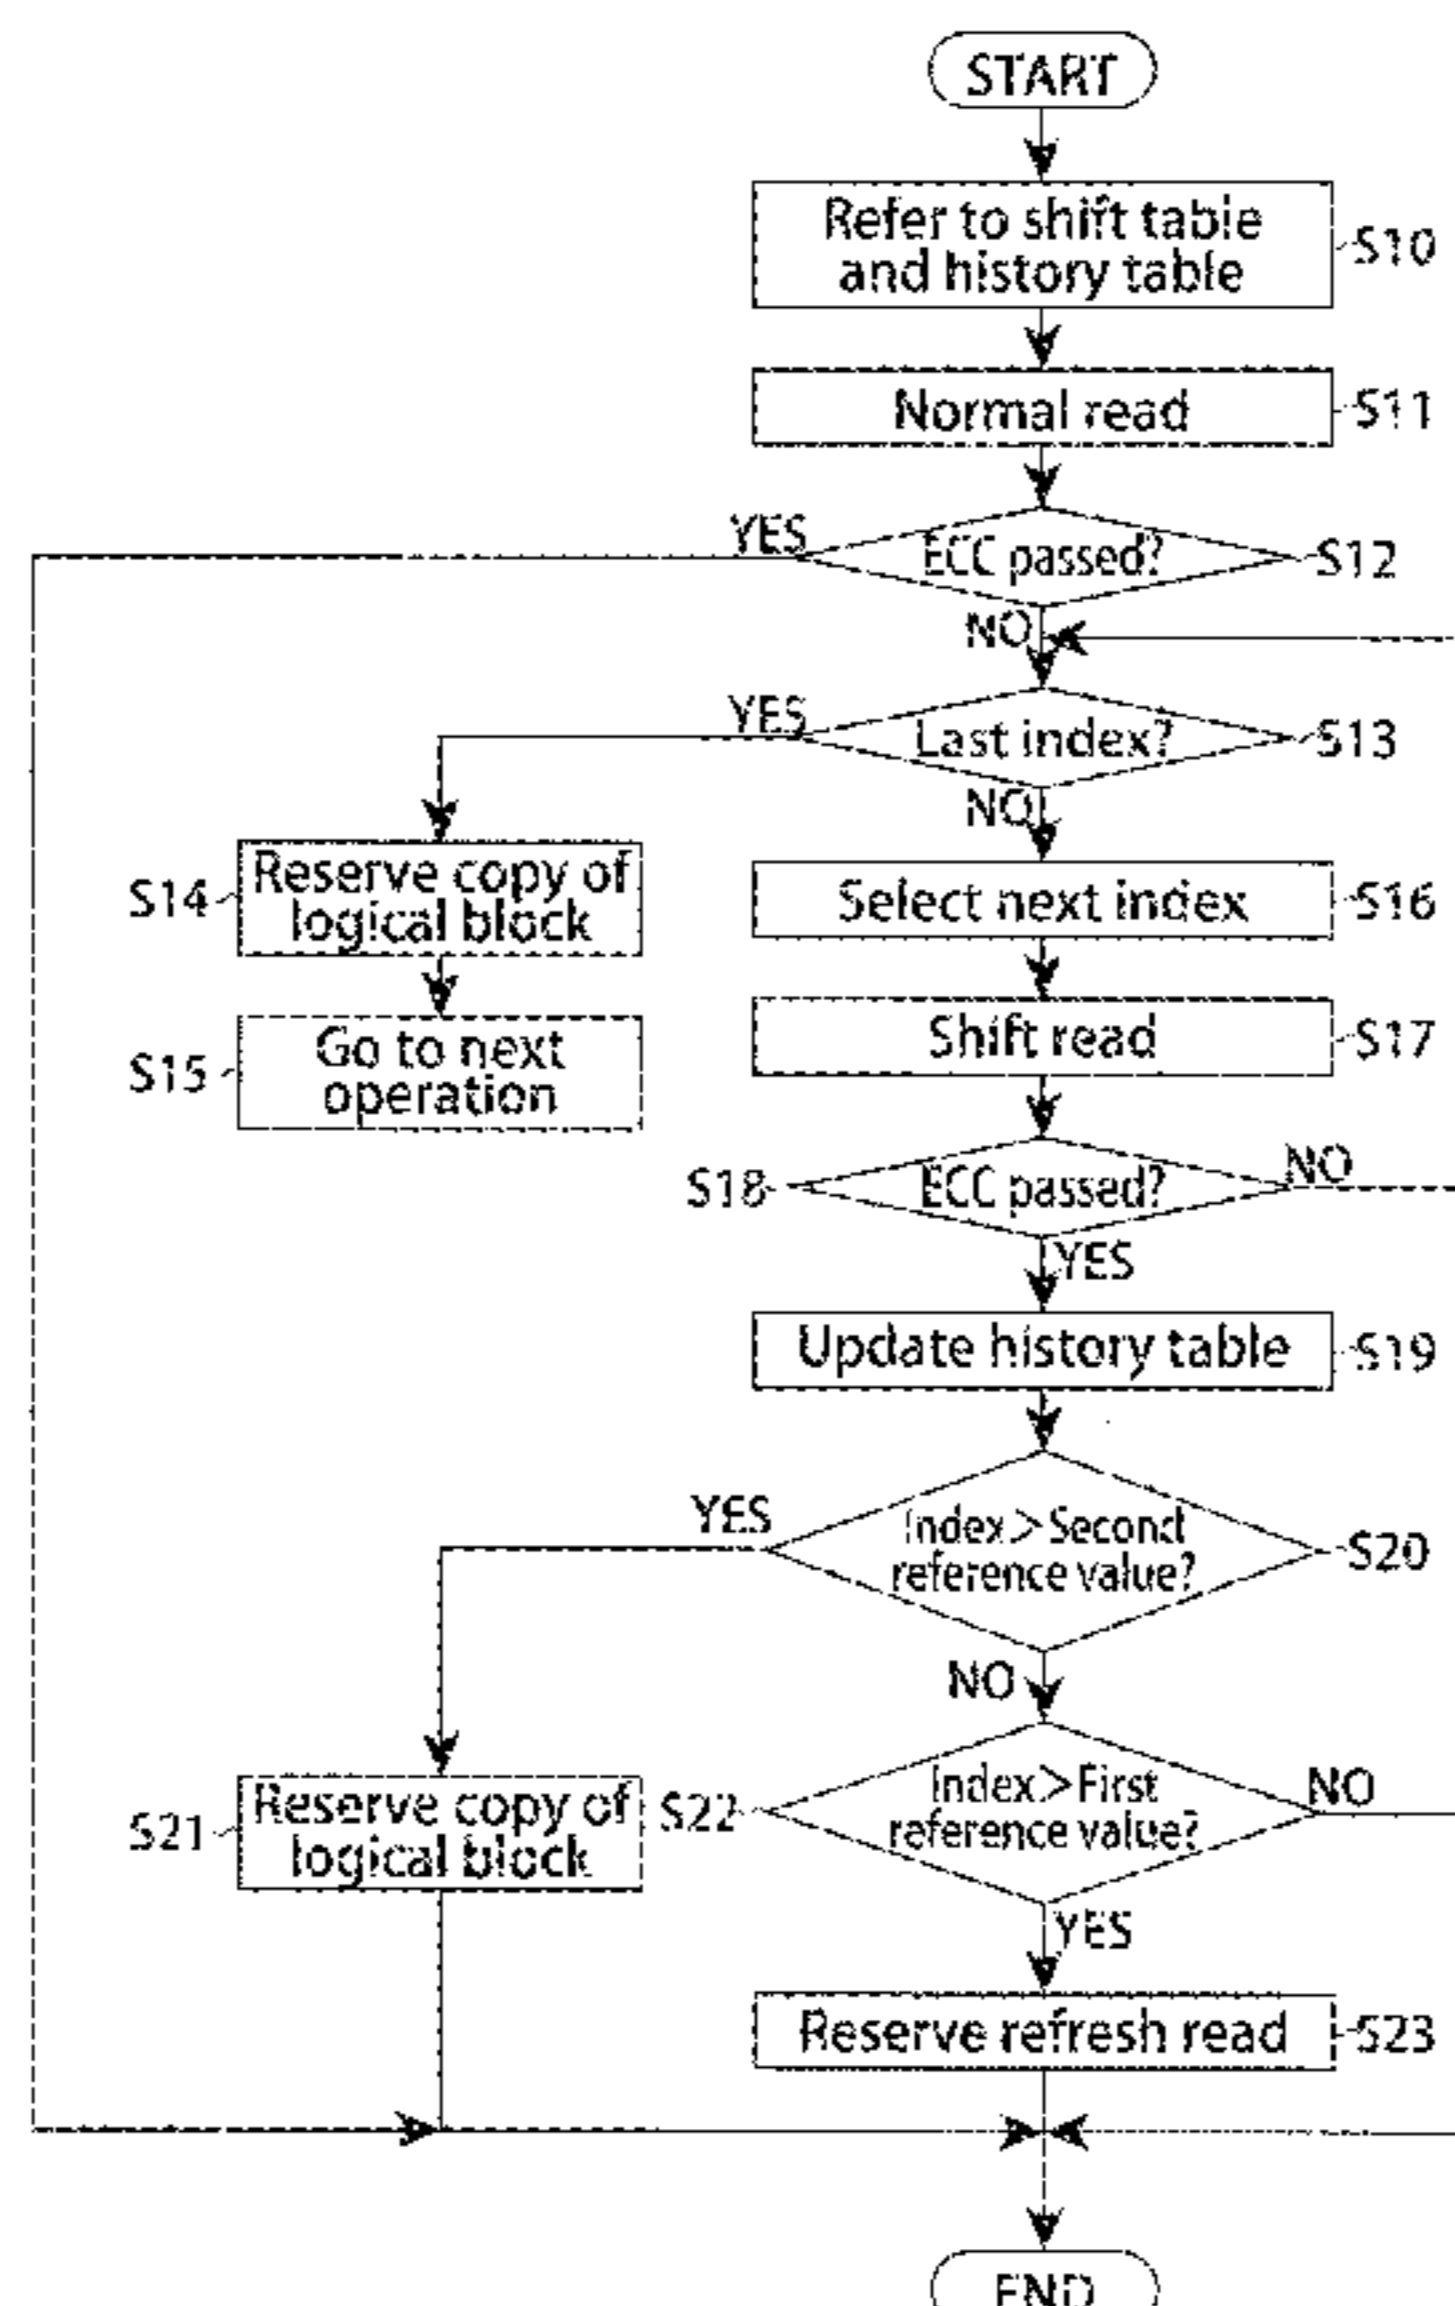 START
Refer to shift table
and history table
S10
Normal read
S11
YES
ECC passed?
S12
NO
YES
Last index?
S13
NO
S14
Reserve copy of
logical block
Select next index
S16
S15
Go to next
operation
Shift read
S17
S18
ECC passed?
NO
YES
Update history table
S19
YES
Index>Second
reference value?
S20
NO
S21
Reserve copy of
logical block
S22
Index>First
reference value?
NO
YES
Reserve refresh read
S23
END